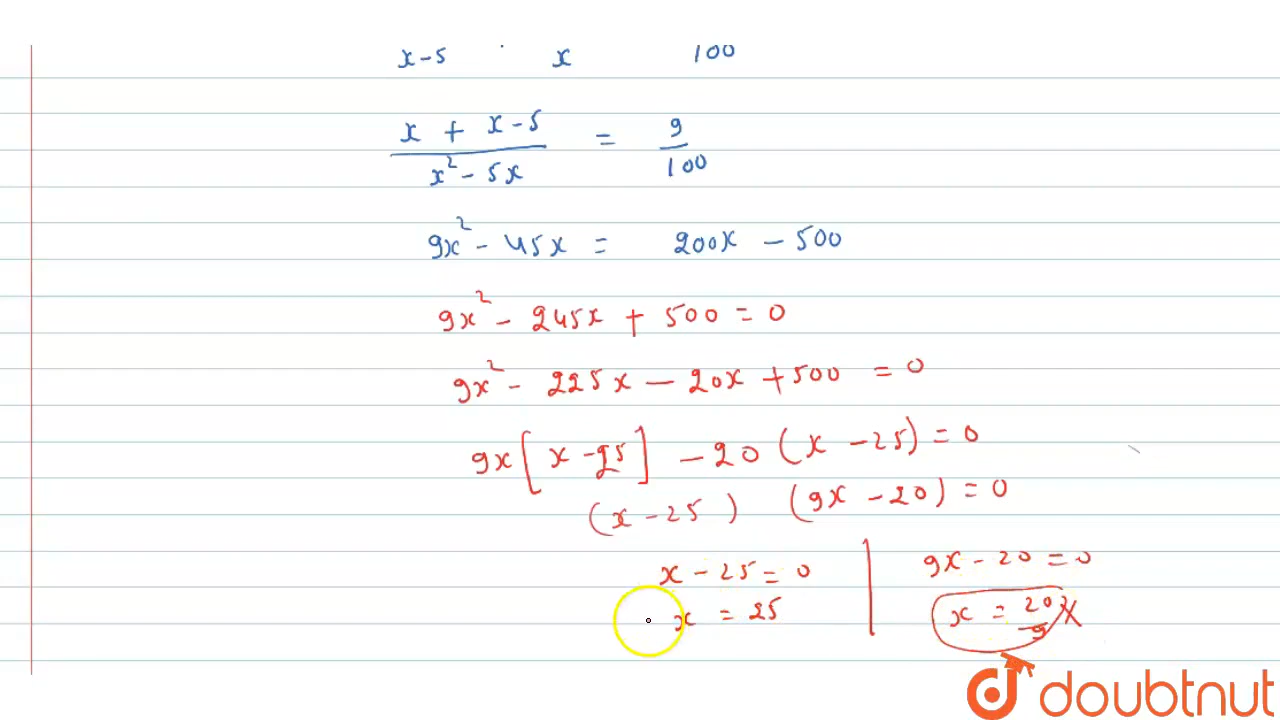 x-5 x 100
x + x-5 / x² - 5x = 9/100
9x² - 45x = 200x - 500
9x² - 245x + 500 = 0
9x² - 225x - 20x + 500 = 0
9x[x - 25] - 20(x - 25) = 0
(x - 25) (9x - 20) = 0
x - 25 = 0 | 9x - 20 = 0
x = 25 | x = 20/9 X
doubtnut